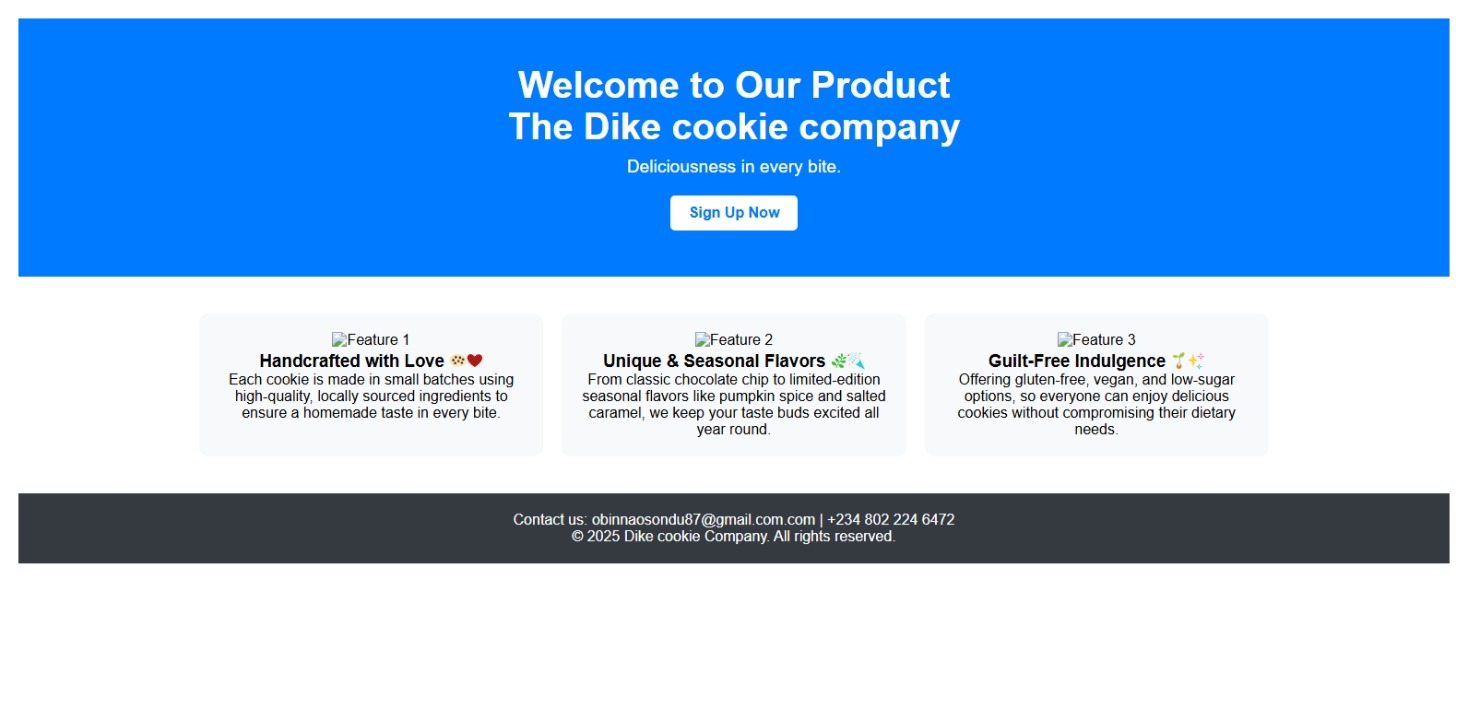 Welcome to Our Product
The Dike cookie company
Deliciousness in every bite.
Sign Up Now
Feature 1
Handcrafted with Love 🍪❤️
Each cookie is made in small batches using
high-quality, locally sourced ingredients to
ensure a homemade taste in every bite.
Feature 2
Unique & Seasonal Flavors 🌿🍬
From classic chocolate chip to limited-edition
seasonal flavors like pumpkin spice and salted
caramel, we keep your taste buds excited all
year round.
Feature 3
Guilt-Free Indulgence 🌱✨
Offering gluten-free, vegan, and low-sugar
options, so everyone can enjoy delicious
cookies without compromising their dietary
needs.
Contact us: obinnaosondu87@gmail.com.com | +234 802 224 6472
© 2025 Dike cookie Company. All rights reserved.